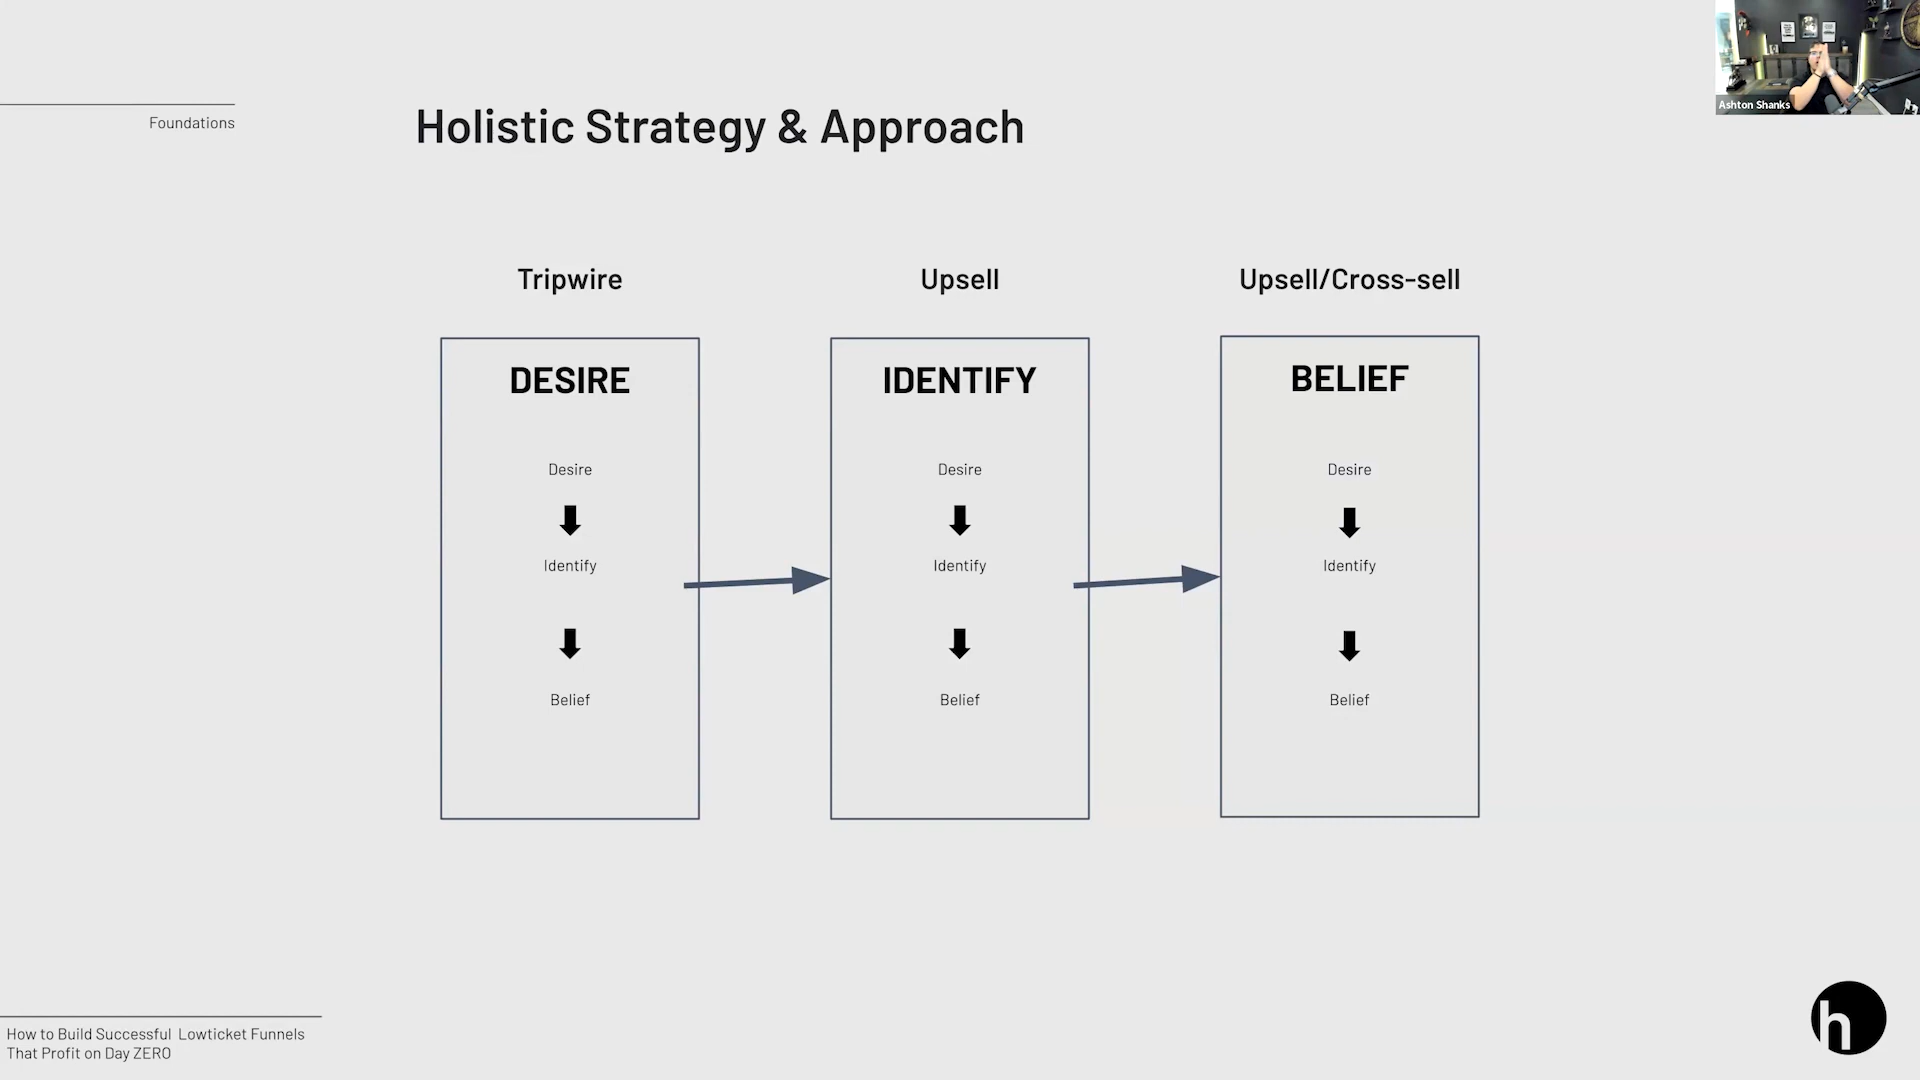 Ashton Shanks
Foundations
Holistic Strategy & Approach
Tripwire
DESIRE
Desire
Identify
Belief
Upsell
IDENTIFY
Desire
Identify
Belief
Upsell/Cross-sell
BELIEF
Desire
Identify
Belief
How to Build Successful Lowticket Funnels
That Profit on Day ZERO
h